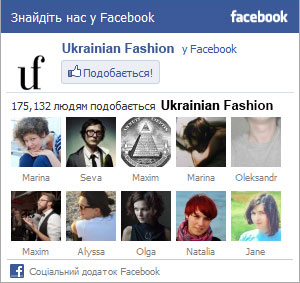 Знайдіть нас у Facebook
facebook
Ukrainian Fashion у Facebook
uf
Подобається!
175,132 людям подобається Ukrainian Fashion
Marina Seva Maxim Marina Oleksandr
Maxim Alyssa Olga Natalia Jane
Соціальний додаток Facebook